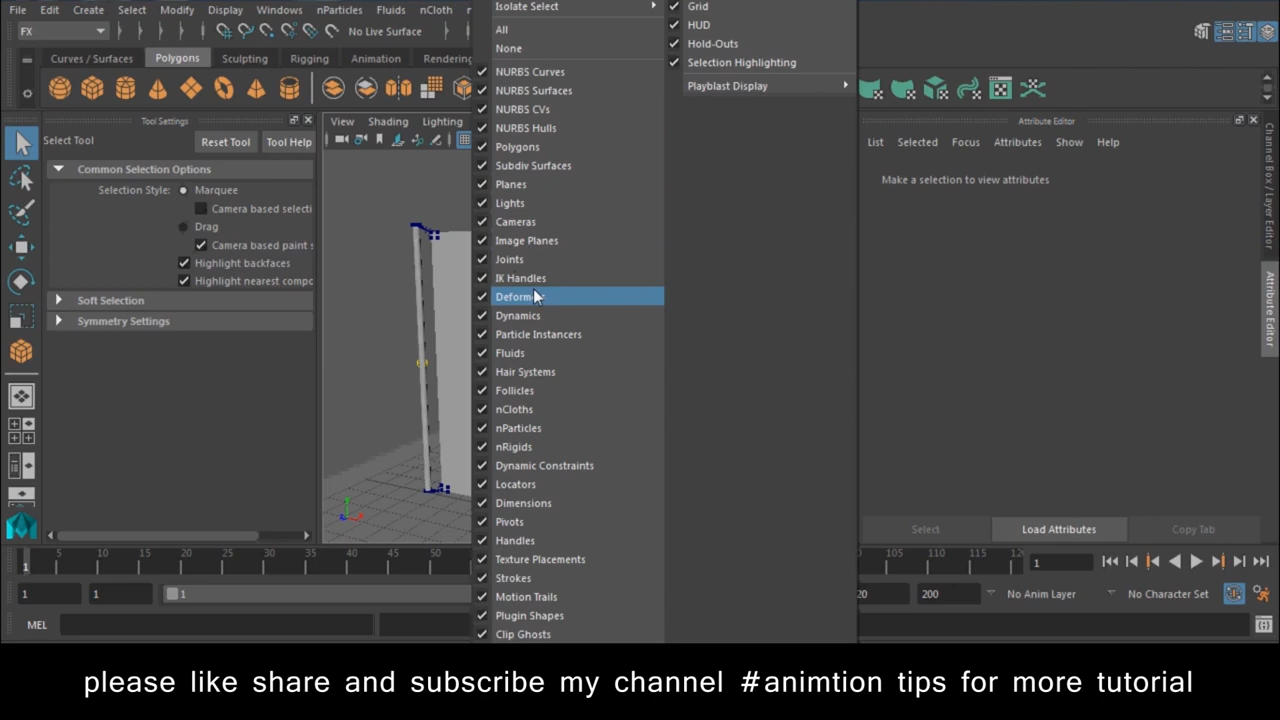 File Edit Create Select Modify Display Windows nParticles Fluids nCloth
FX No Live Surface
Curves / Surfaces Polygons Sculpting Rigging Animation Rendering
Tool Settings
Select Tool Reset Tool Tool Help
Common Selection Options
Selection Style: Marquee
Camera based selecti
Drag
Camera based paint s
Highlight backfaces
Highlight nearest compo
Soft Selection
Symmetry Settings
View Shading Lighting
Isolate Select
All
None
NURBS Curves
NURBS Surfaces
NURBS CVs
NURBS Hulls
Polygons
Subdiv Surfaces
Planes
Lights
Cameras
Image Planes
Joints
IK Handles
Dynamics
Particle Instancers
Fluids
Hair Systems
Follicles
nCloths
nParticles
nRigids
Dynamic Constraints
Locators
Dimensions
Pivots
Handles
Texture Placements
Strokes
Motion Trails
Plugin Shapes
Clip Ghosts
Grid
HUD
Hold-Outs
Selection Highlighting
Playblast Display
Attribute Editor
List Selected Focus Attributes Show Help
Make a selection to view attributes
Channel Box / Layer Editor
Attribute Editor
Select Load Attributes Copy Tab
1 5 10 15 20 25 30 35 40 45 50 105 110 115 12 1
1 1 1 20 200 No Anim Layer No Character Set
MEL
please like share and subscribe my channel #animtion tips for more tutorial